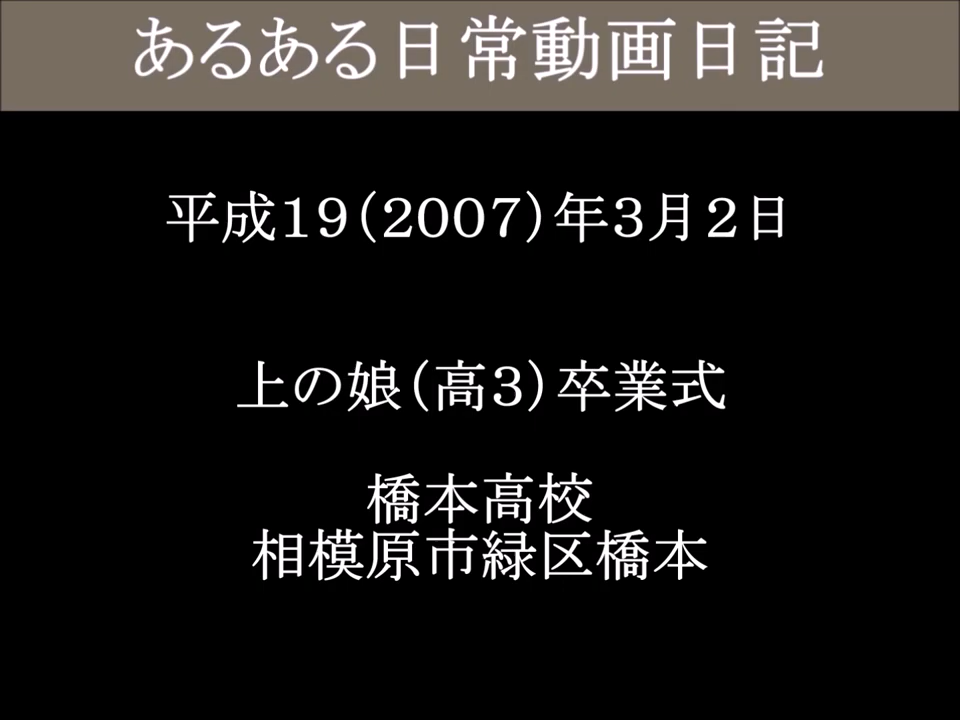 あるある日常動画日記
平成１９（２００７）年３月２日
上の娘（高３）卒業式
橋本高校
相模原市緑区橋本